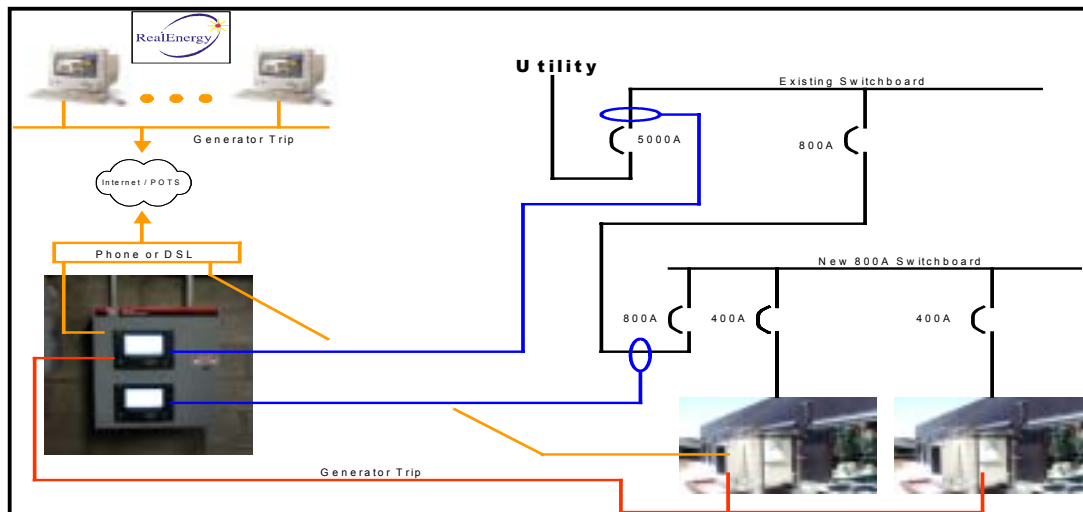 RealEnergy
Utility
Existing Switchboard
Generator Trip
5000A
800A
Internet / POTS
Phone or DSL
New 800A Switchboard
800A
400A
400A
Generator Trip